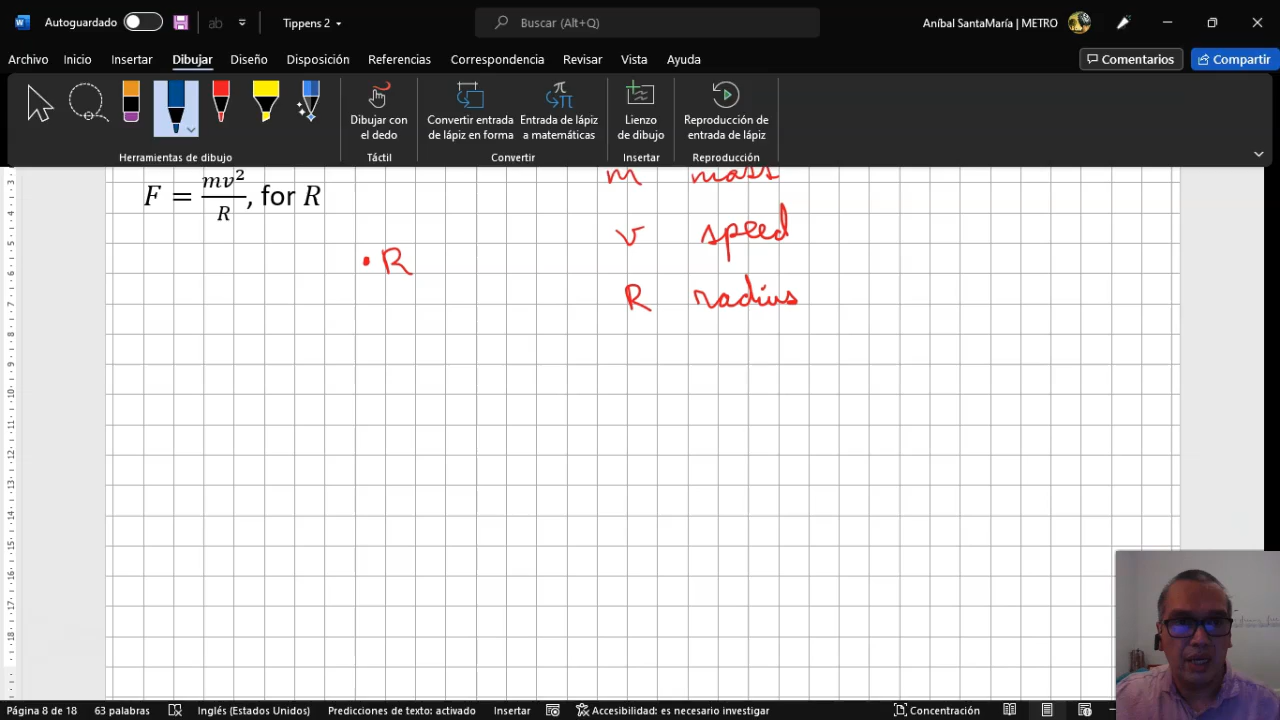 Autoguardado Tippens 2 Buscar (Alt+Q) Aníbal SantaMaría | METRO
Archivo Inicio Insertar Dibujar Diseño Disposición Referencias Correspondencia Revisar Vista Ayuda Comentarios Compartir
Dibujar con el dedo
Convertir entrada de lápiz en forma
Entrada de lápiz a matemáticas
Lienzo de dibujo
Reproducción de entrada de lápiz
Herramientas de dibujo Táctil Convertir Insertar Reproducción
m mass
F = mv²/R, for R
v speed
• R
R radius
Página 8 de 18 63 palabras Inglés (Estados Unidos) Predicciones de texto: activado Insertar Accesibilidad: es necesario investigar Concentración